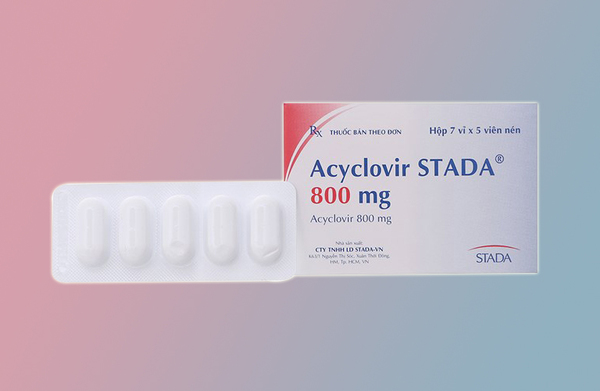 Rx THUỐC BÁN THEO ĐƠN
Hộp 7 vỉ x 5 viên nén
Acyclovir STADA®
800 mg
Acyclovir 800 mg
Nhà sản xuất:
CTY TNHH LD STADA-VN
K63/1 Nguyễn Thị Sóc, Xuân Thới Đông,
HM, Tp. HCM, VN
STADA